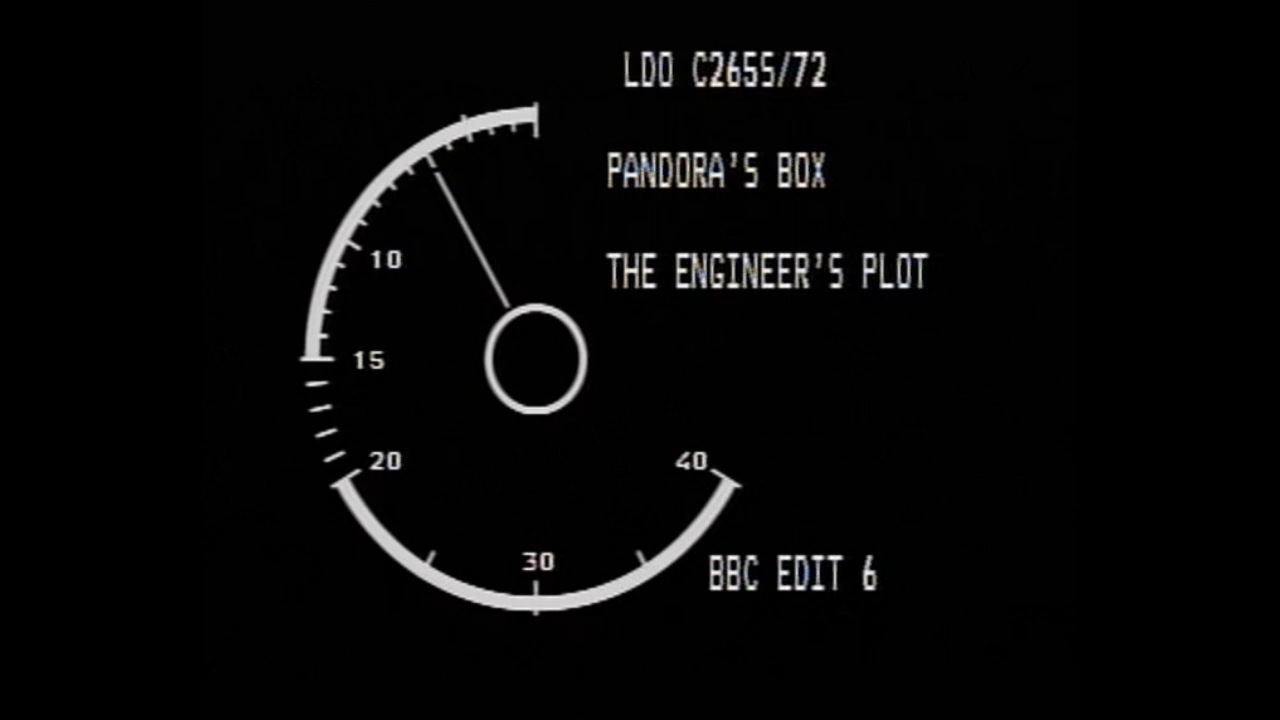 LDO C2655/72
PANDORA'S BOX
THE ENGINEER'S PLOT
10
15
20
40
30
BBC EDIT 6